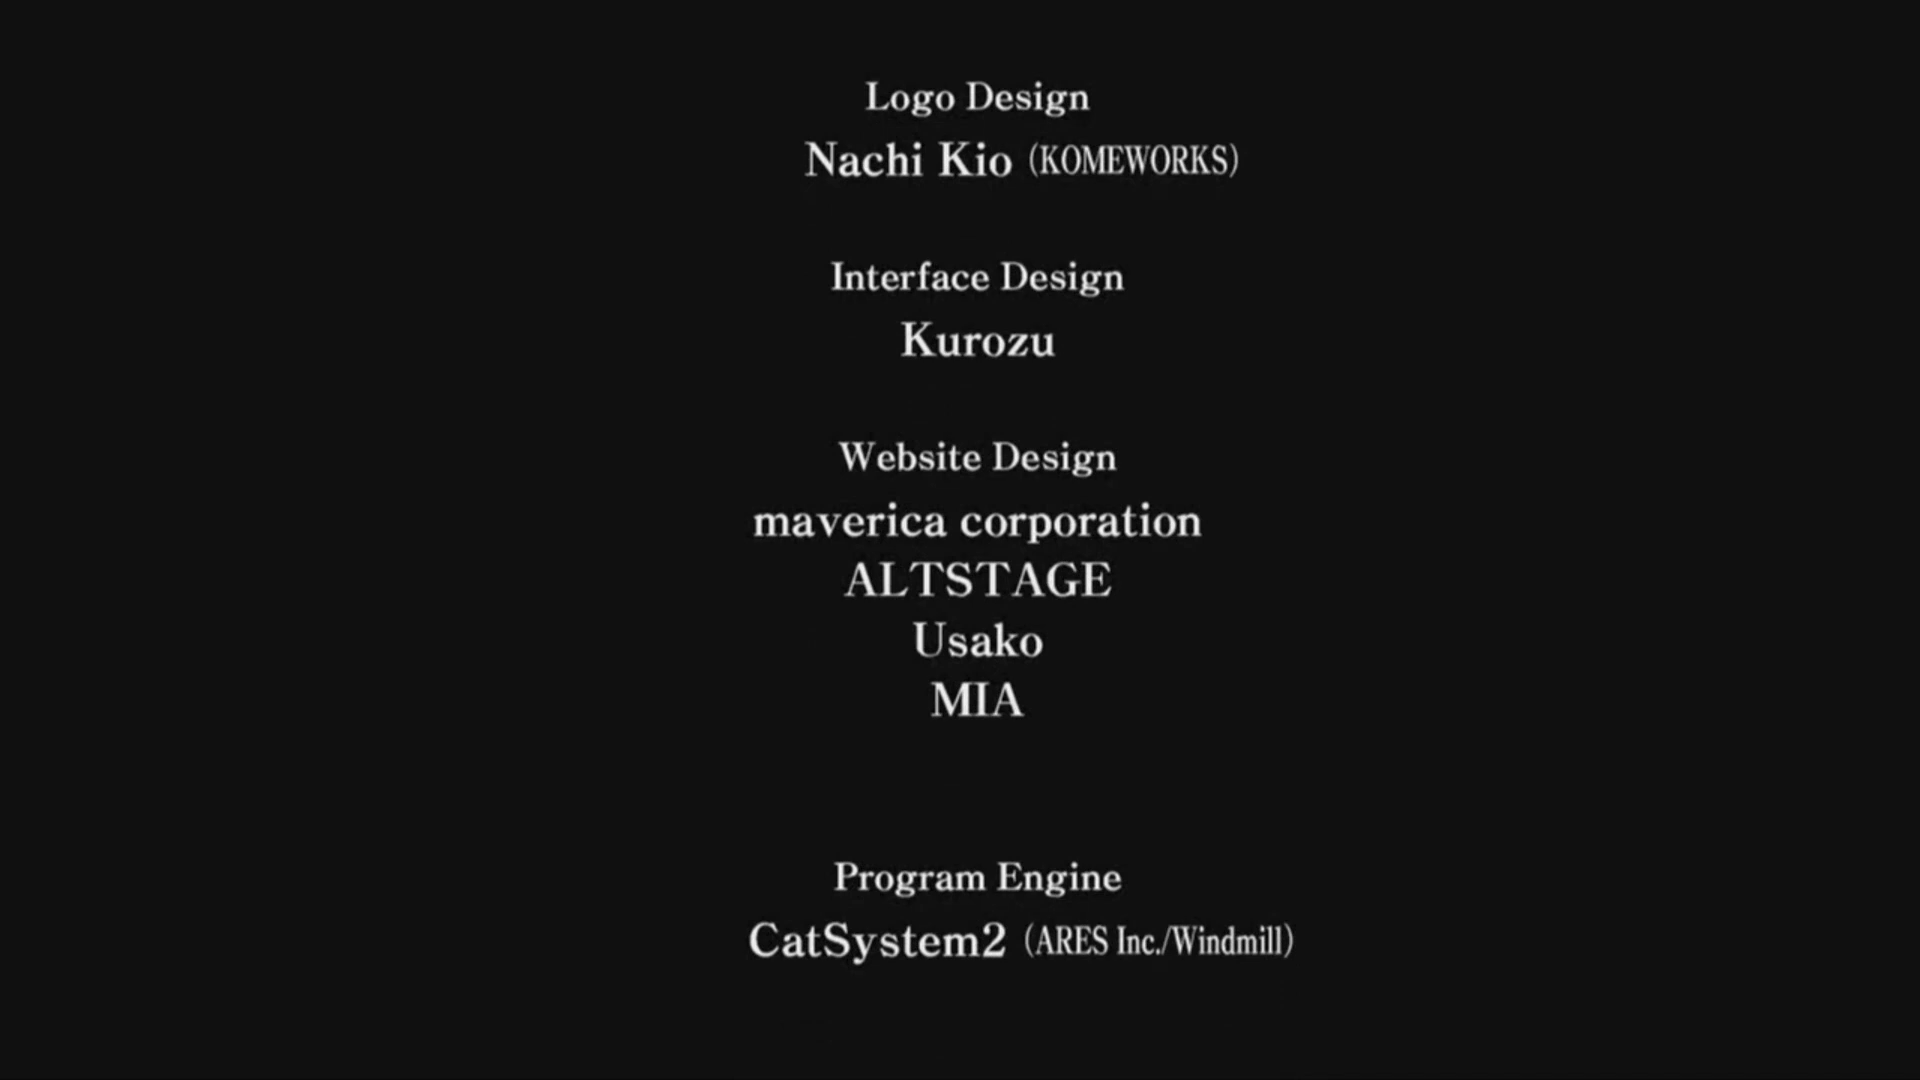 Logo Design
Nachi Kio (KOMEWORKS)
Interface Design
Kurozu
Website Design
maverica corporation
ALTSTAGE
Usako
MIA
Program Engine
CatSystem2 (ARES Inc./Windmill)